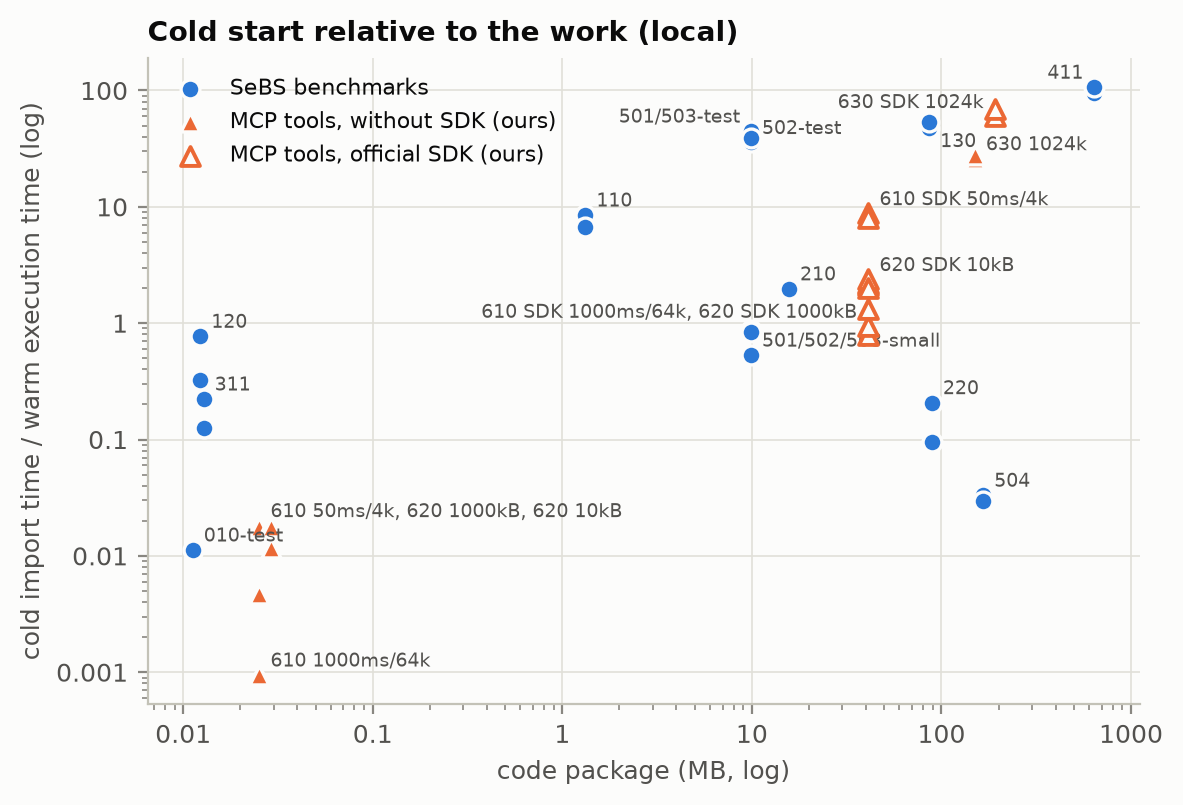 Cold start relative to the work (local)
cold import time / warm execution time (log)
100
10
1
0.1
0.01
0.001
SeBS benchmarks
MCP tools, without SDK (ours)
MCP tools, official SDK (ours)
411
630 SDK 1024k
501/503-test
502-test
130
630 1024k
110
610 SDK 50ms/4k
620 SDK 10kB
210
610 SDK 1000ms/64k, 620 SDK 1000kB
120
501/502/503-small
311
220
504
610 50ms/4k, 620 1000kB, 620 10kB
010-test
610 1000ms/64k
0.01
0.1
1
10
100
1000
code package (MB, log)